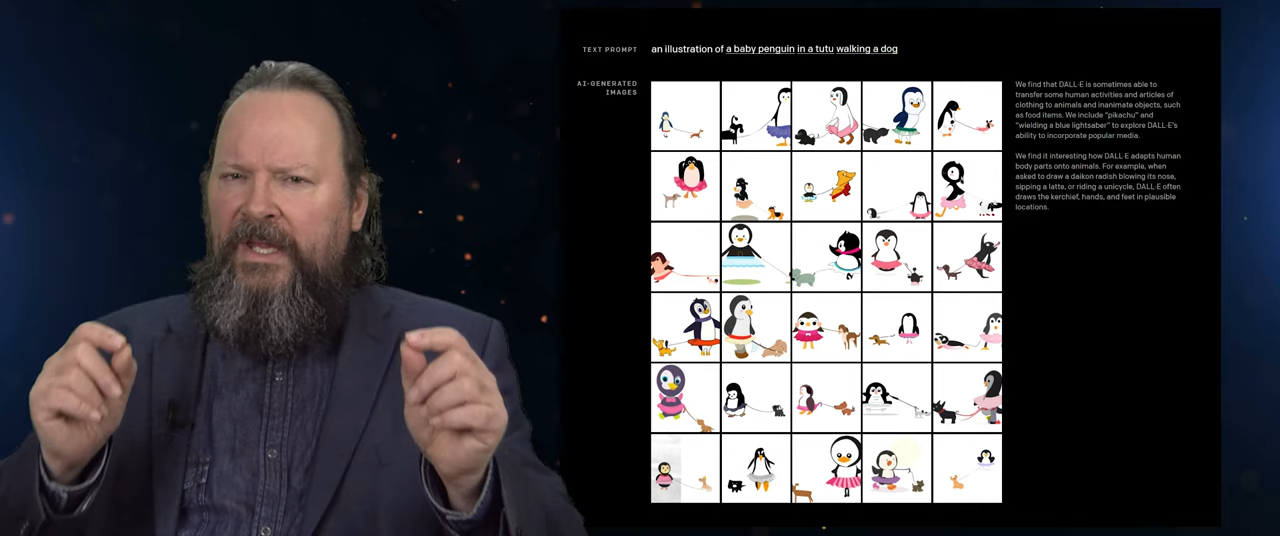 TEXT PROMPT
an illustration of a baby penguin in a tutu walking a dog
AI-GENERATED
IMAGES
We find that DALL·E is sometimes able to
transfer some human activities and articles of
clothing to animals and inanimate objects, such
as food items. We include "pikachu" and
"wielding a blue lightsaber" to explore DALL·E's
ability to incorporate popular media.
We find it interesting how DALL·E adapts human
body parts onto animals. For example, when
asked to draw a daikon radish blowing its nose,
sipping a latte, or riding a unicycle, DALL·E often
draws the kerchief, hands, and feet in plausible
locations.